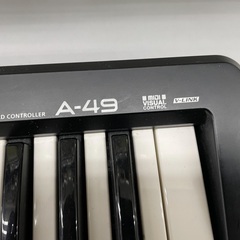 D CONTROLLER A-49 MIDI VISUAL CONTROL V-LINK